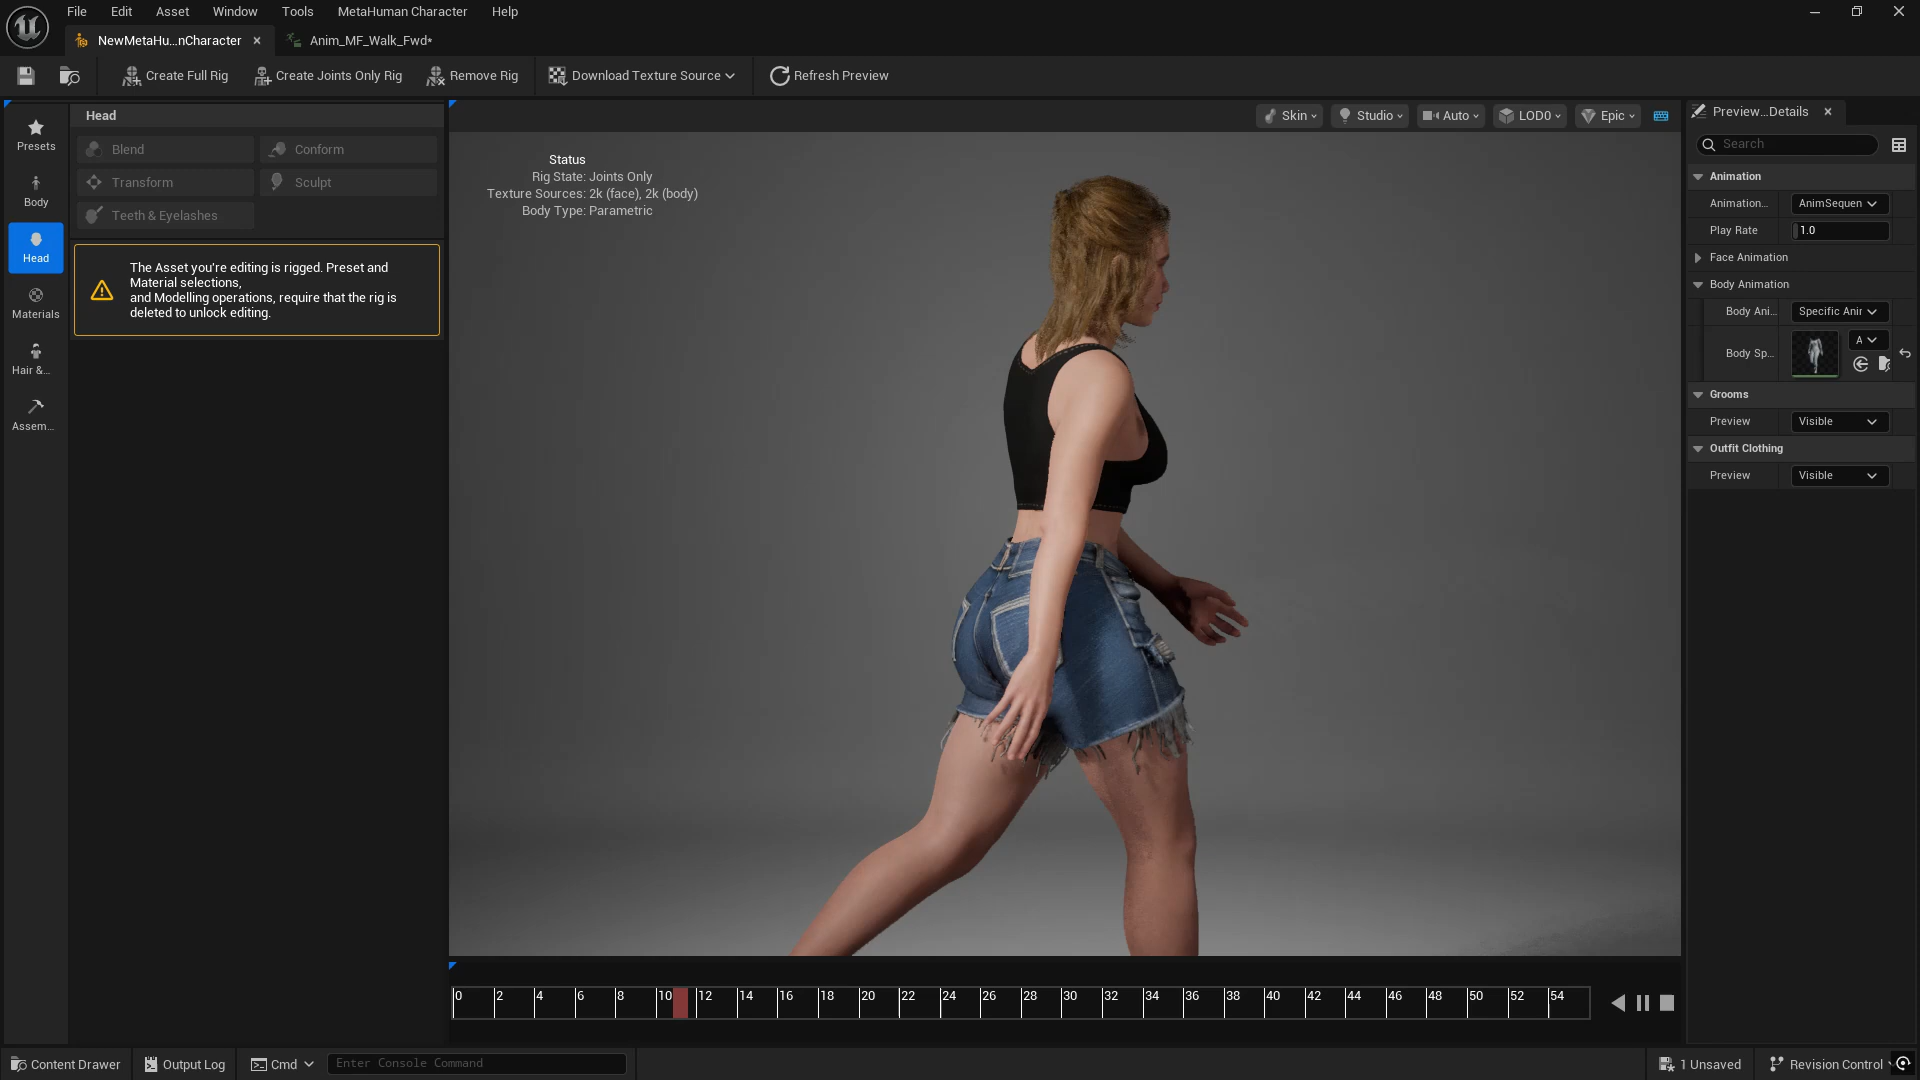 File Edit Asset Window Tools MetaHuman Character Help
NewMetaHu...nCharacter Anim_MF_Walk_Fwd*
Create Full Rig Create Joints Only Rig Remove Rig Download Texture Source Refresh Preview
Presets
Body
Head
Materials
Hair &...
Assem...
Head
Blend Conform
Transform Sculpt
Teeth & Eyelashes
The Asset you're editing is rigged. Preset and
Material selections,
and Modelling operations, require that the rig is
deleted to unlock editing.
Skin Studio Auto LOD0 Epic
Status
Rig State: Joints Only
Texture Sources: 2k (face), 2k (body)
Body Type: Parametric
0 2 4 6 8 10 12 14 16 18 20 22 24 26 28 30 32 34 36 38 40 42 44 46 48 50 52 54
Preview...Details
Search
Animation
Animation... AnimSequen
Play Rate 1.0
Face Animation
Body Animation
Body Ani... Specific Anir
Body Sp... A
Grooms
Preview Visible
Outfit Clothing
Preview Visible
Content Drawer Output Log Cmd Enter Console Command 1 Unsaved Revision Control